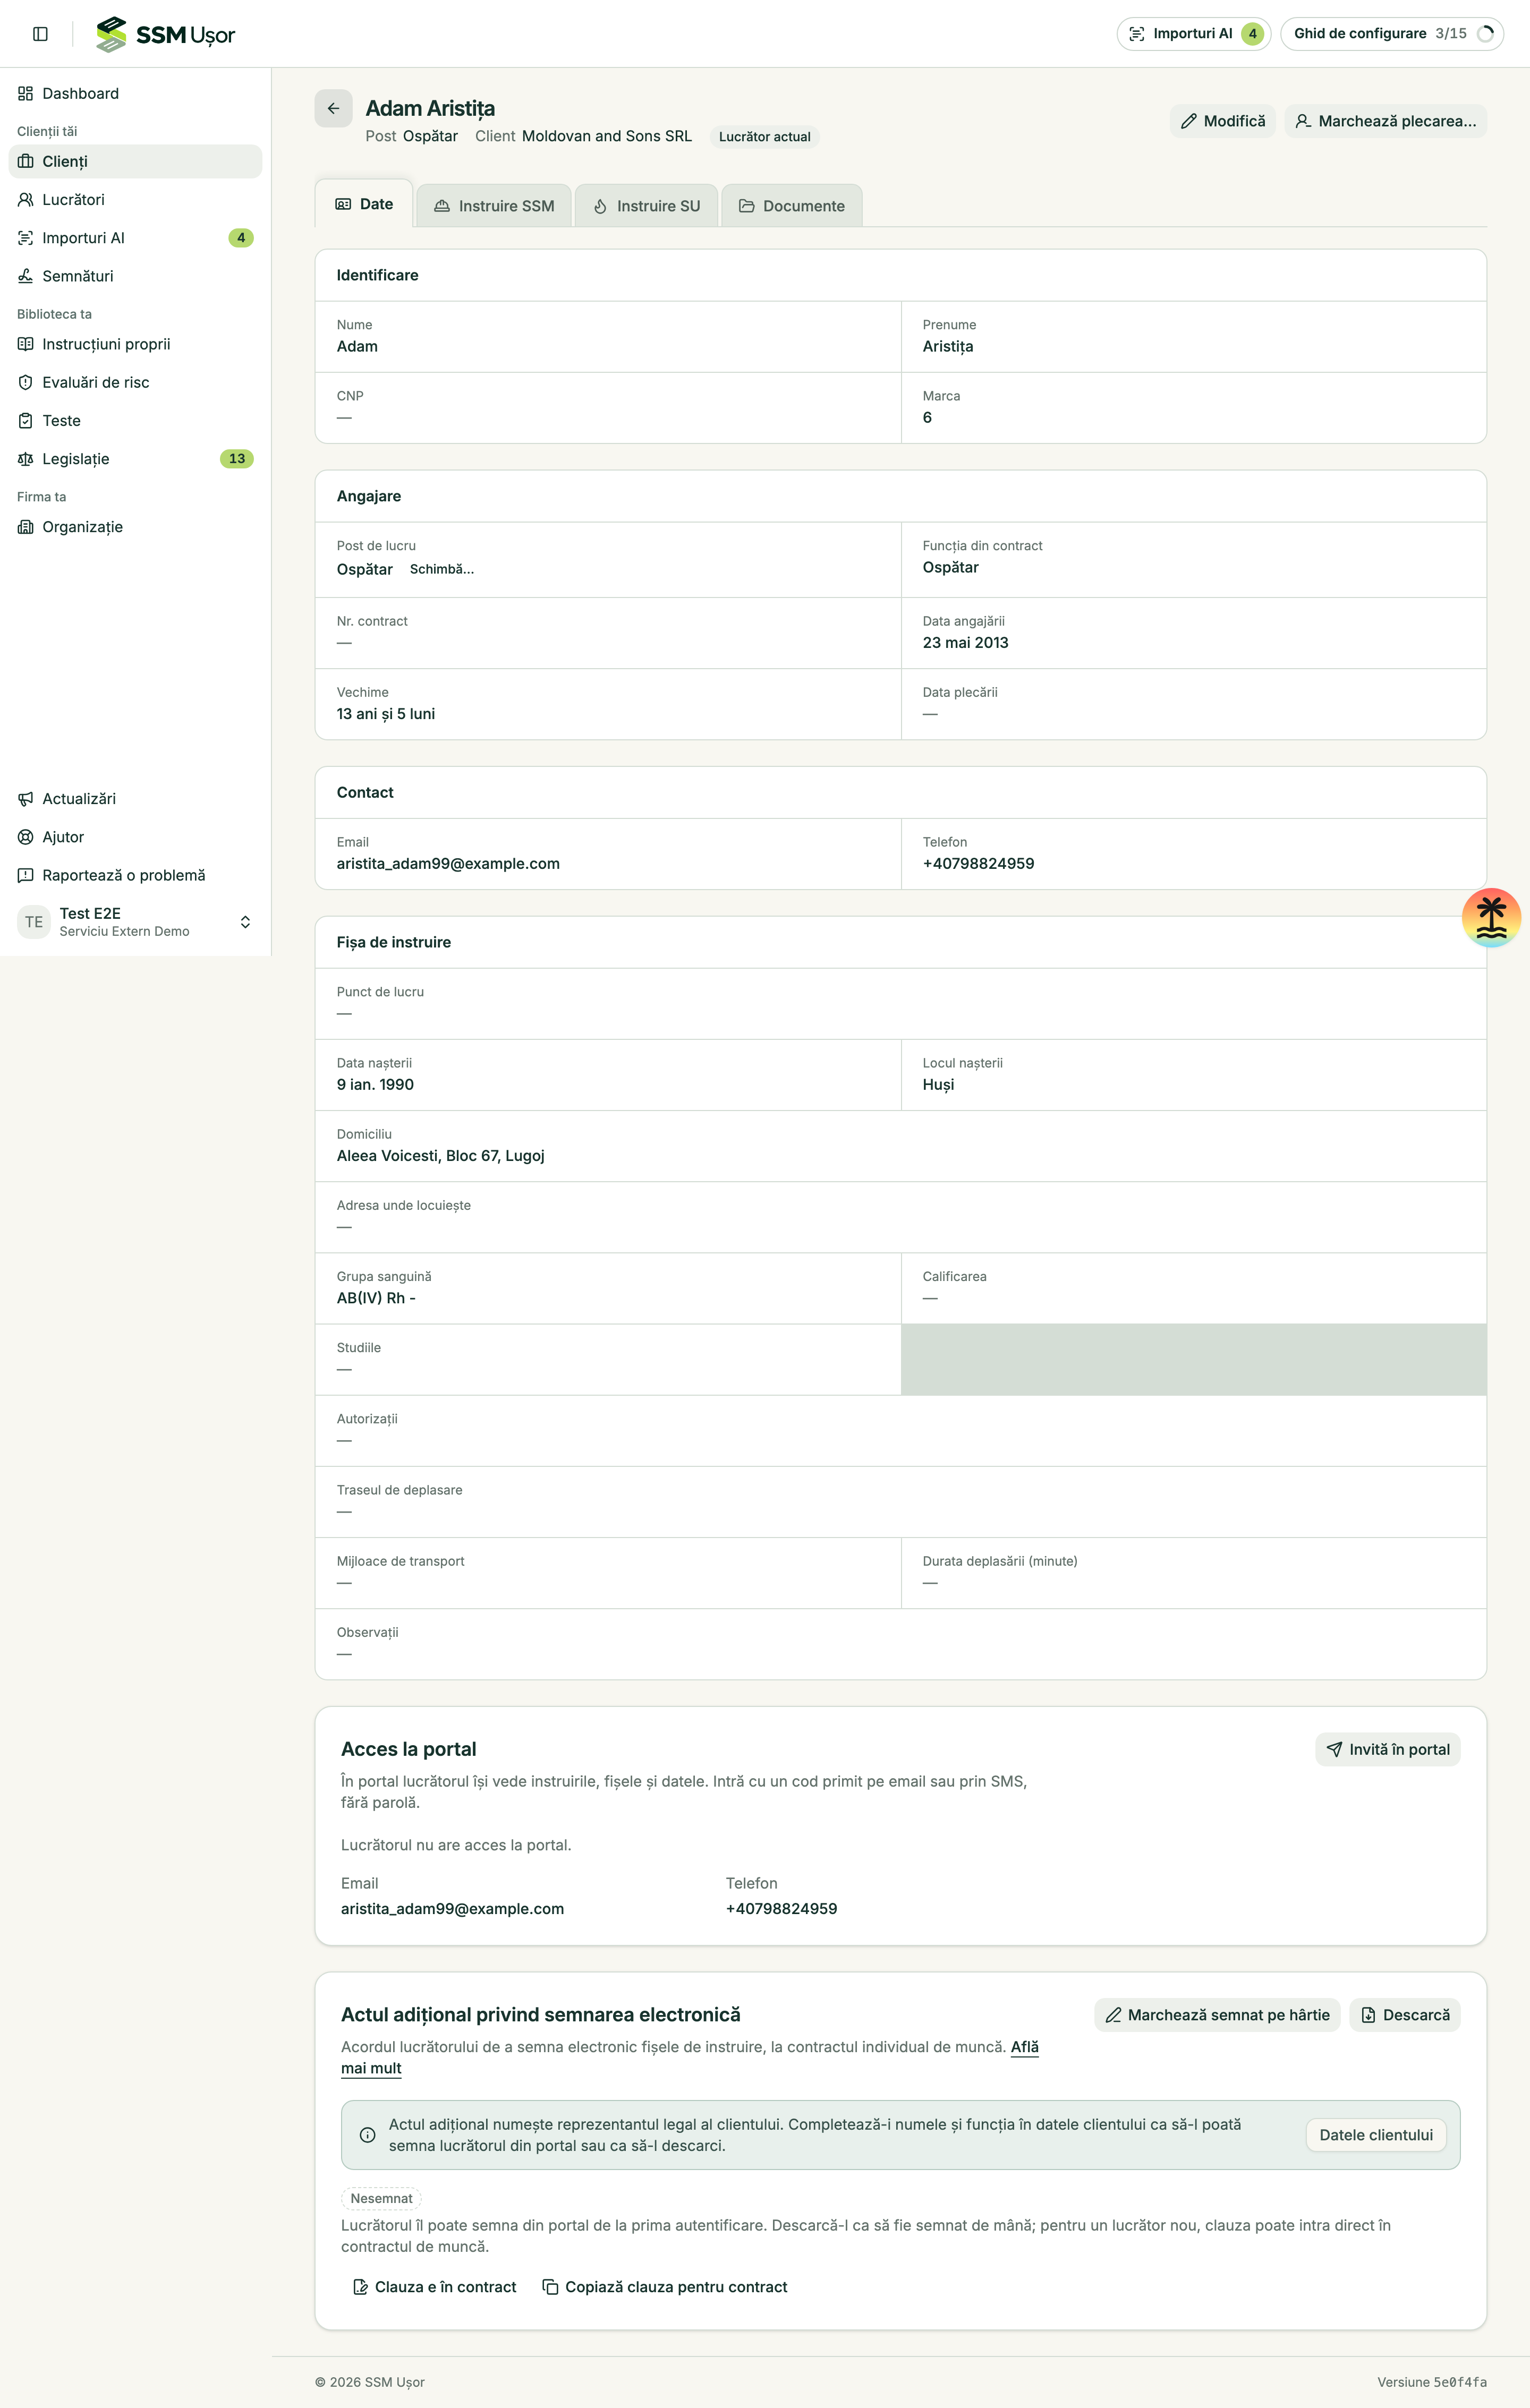 SSM Ușor
Importuri AI 4
Ghid de configurare 3/15
Dashboard
Clienții tăi
Clienți
Lucrători
Importuri AI 4
Semnături
Biblioteca ta
Instrucțiuni proprii
Evaluări de risc
Teste
Legislație 13
Firma ta
Organizație
Actualizări
Ajutor
Raportează o problemă
TE
Test E2E
Serviciu Extern Demo
Adam Aristița
Post Ospătar Client Moldovan and Sons SRL Lucrător actual
Modifică
Marchează plecarea...
Date
Instruire SSM
Instruire SU
Documente
Identificare
Nume
Adam
Prenume
Aristița
CNP
—
Marca
6
Angajare
Post de lucru
Ospătar Schimbă...
Funcția din contract
Ospătar
Nr. contract
—
Data angajării
23 mai 2013
Vechime
13 ani și 5 luni
Data plecării
—
Contact
Email
aristita_adam99@example.com
Telefon
+40798824959
Fișa de instruire
Punct de lucru
—
Data nașterii
9 ian. 1990
Locul nașterii
Huși
Domiciliu
Aleea Voicesti, Bloc 67, Lugoj
Adresa unde locuiește
—
Grupa sanguină
AB(IV) Rh -
Calificarea
—
Studiile
—
Autorizații
—
Traseul de deplasare
—
Mijloace de transport
—
Durata deplasării (minute)
—
Observații
—
Acces la portal
Invită în portal
În portal lucrătorul își vede instruirile, fișele și datele. Intră cu un cod primit pe email sau prin SMS,
fără parolă.
Lucrătorul nu are acces la portal.
Email
aristita_adam99@example.com
Telefon
+40798824959
Actul adițional privind semnarea electronică
Marchează semnat pe hârtie
Descarcă
Acordul lucrătorului de a semna electronic fișele de instruire, la contractul individual de muncă. Află
mai mult
Actul adițional numește reprezentantul legal al clientului. Completează-i numele și funcția în datele clientului ca să-l poată
semna lucrătorul din portal sau ca să-l descarci.
Datele clientului
Nesemnat
Lucrătorul îl poate semna din portal de la prima autentificare. Descarcă-l ca să fie semnat de mână; pentru un lucrător nou, clauza poate intra direct în
contractul de muncă.
Clauza e în contract
Copiază clauza pentru contract
© 2026 SSM Ușor
Versiune 5e0f4fa